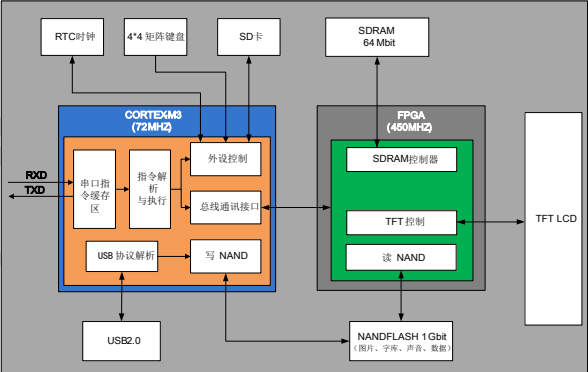 RTC时钟
4*4 矩阵键盘
SD卡
SDRAM
64 Mbit
CORTEX-M3
(72MHZ)
FPGA
(450MHZ)
RXD
TXD
串口指
令缓存
区
指令解
析
与执行
外设控制
总线通讯接口
USB 协议解析
写 NAND
SDRAM控制器
TFT 控制
读 NAND
TFT LCD
USB2.0
NANDFLASH 1Gbit
(图片、字库、声音、数据)